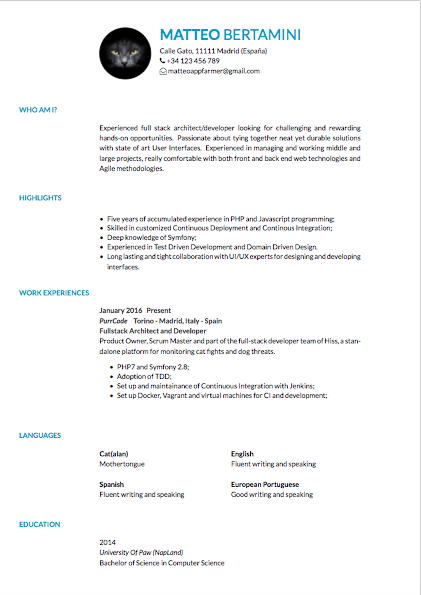 MATTEO BERTAMINI
Calle Gato, 11111 Madrid (España)
+34 123 456 789
matteoappfarmer@gmail.com
WHO AM I?
Experienced full stack architect/developer looking for challenging and rewarding
hands-on opportunities. Passionate about tying together neat yet durable solutions
with state of art User Interfaces. Experienced in managing and working middle and
large projects, really comfortable with both front and back end web technologies and
Agile methodologies.
HIGHLIGHTS
• Five years of accumulated experience in PHP and Javascript programming;
• Skilled in customized Continuous Deployment and Continuous Integration;
• Deep knowledge of Symfony;
• Experienced in Test Driven Development and Domain Driven Design.
• Long lasting and tight collaboration with UI/UX experts for designing and developing
interfaces.
WORK EXPERIENCES
January 2016 Present
PurrCode Torino - Madrid, Italy - Spain
Fullstack Architect and Developer
Product Owner, Scrum Master and part of the full-stack developer team of Hiss, a stan-
dalone platform for monitoring cat fights and dog threats.
• PHP7 and Symfony 2.8;
• Adoption of TDD;
• Set up and maintainance of Continuous Integration with Jenkins;
• Set up Docker, Vagrant and virtual machines for CI and development;
LANGUAGES
Cat(alan) English
Mothertongue Fluent writing and speaking
Spanish European Portuguese
Fluent writing and speaking Good writing and speaking
EDUCATION
2014
University Of Paw (NapLand)
Bachelor of Science in Computer Science